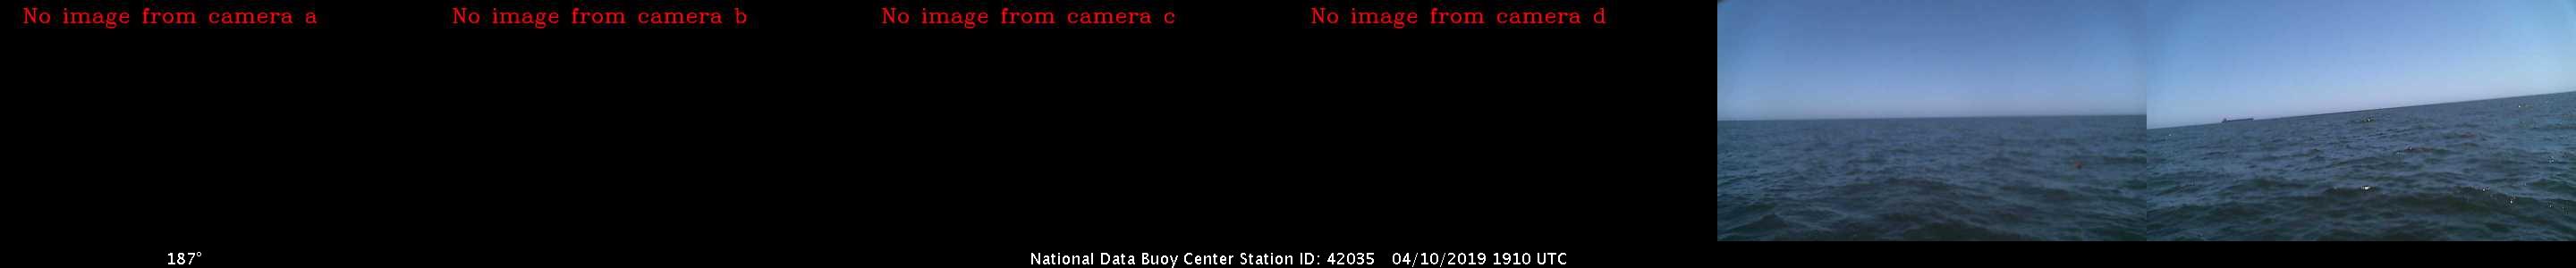 No image from camera a
No image from camera b
No image from camera c
No image from camera d
187°
National Data Buoy Center Station ID: 42035 04/10/2019 1910 UTC